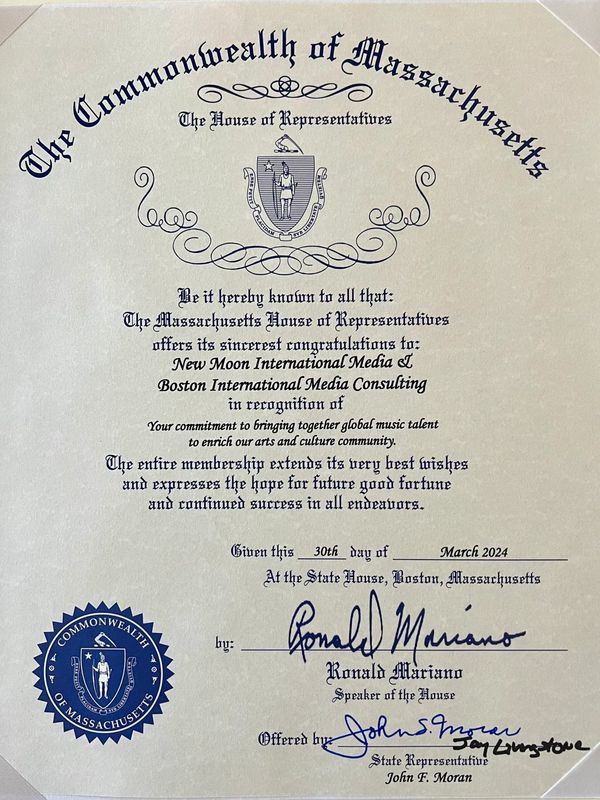 The Commonwealth of Massachusetts
The House of Representatives
Be it hereby known to all that:
The Massachusetts House of Representatives
offers its sincerest congratulations to:
New Moon International Media &
Boston International Media Consulting
in recognition of
Your commitment to bringing together global music talent
to enrich our arts and culture community.
The entire membership extends its very best wishes
and expresses the hope for future good fortune
and continued success in all endeavors.
Given this 30th day of March 2024
At the State House, Boston, Massachusetts
by: Ronald Mariano
Ronald Mariano
Speaker of the House
COMMONWEALTH
OF MASSACHUSETTS
Offered by: John F. Moran
Jay Livingstone
State Representative
John F. Moran